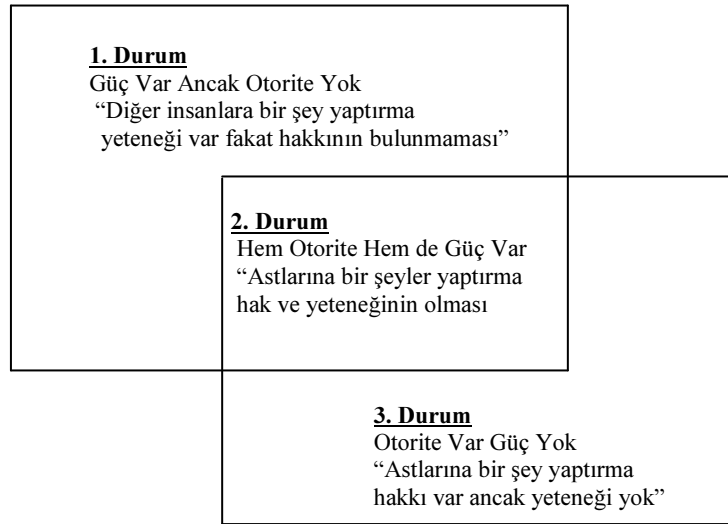 1. Durum
Güç Var Ancak Otorite Yok
“Diğer insanlara bir şey yaptırma
yeteneği var fakat hakkının bulunmaması”
2. Durum
Hem Otorite Hem de Güç Var
“Astlarına bir şeyler yaptırma
hak ve yeteneğinin olması
3. Durum
Otorite Var Güç Yok
“Astlarına bir şey yaptırma
hakkı var ancak yeteneği yok”